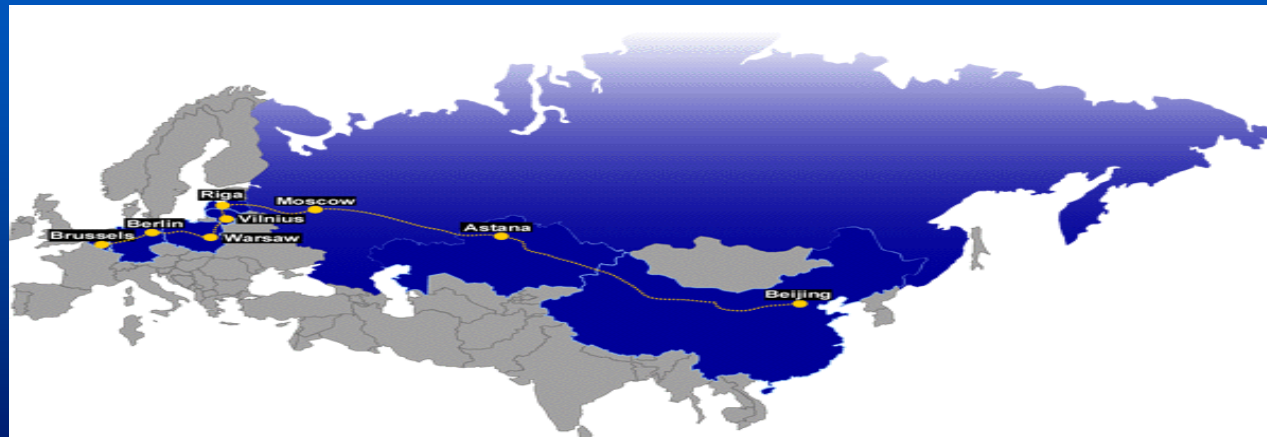 Riga
Moscow
Vilnius
Berlin
Brussels
Warsaw
Astana
Beijing